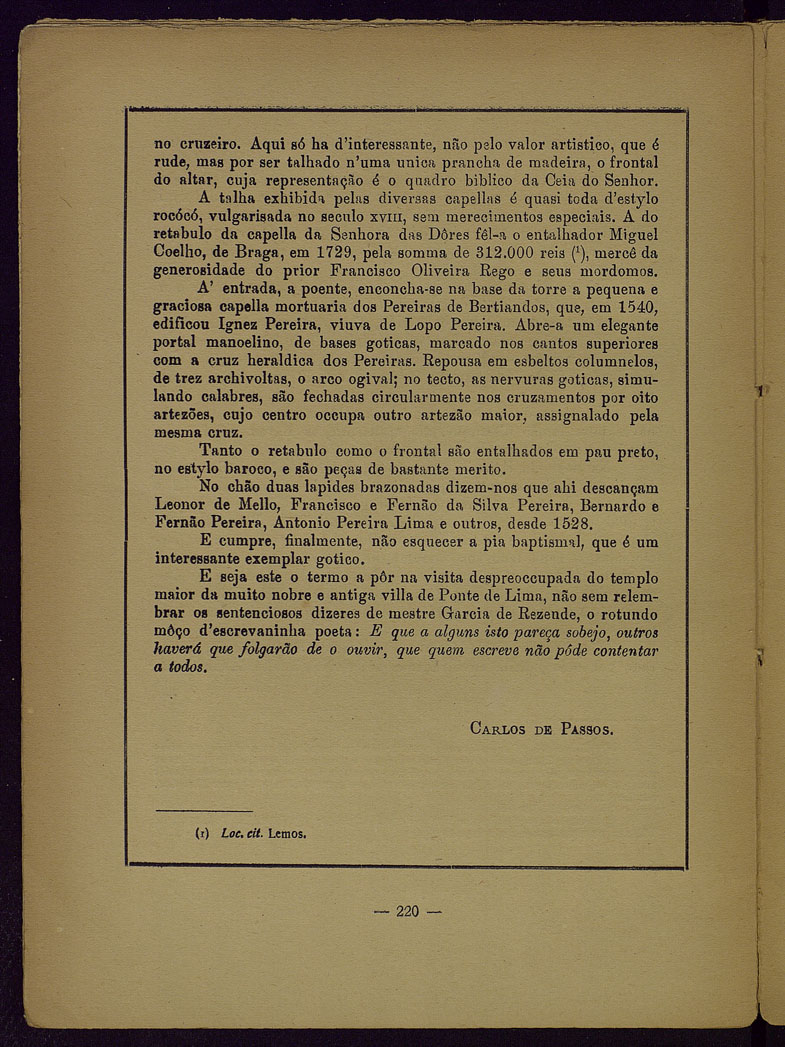 no cruzeiro. Aqui só ha d'interessante, não pelo valor artistico, que é
rude, mas por ser talhado n'uma unica prancha de madeira, o frontal
do altar, cuja representação é o quadro biblico da Ceia do Senhor.
A talha exhibida pelas diversas capellas é quasi toda d'estylo
rocócó, vulgarisada no seculo XVIII, sem merecimentos especiais. A do
retabulo da capella da Senhora das Dôres fêl-a o entalhador Miguel
Coelho, de Braga, em 1729, pela somma de 312.000 reis (¹), mercê da
generosidade do prior Francisco Oliveira Rego e seus mordomos.
A' entrada, a poente, enconcha-se na base da torre a pequena e
graciosa capella mortuaria dos Pereiras de Bertiandos, que, em 1540,
edificou Ignez Pereira, viuva de Lopo Pereira. Abre-a um elegante
portal manoelino, de bases goticas, marcado nos cantos superiores
com a cruz heraldica dos Pereiras. Repousa em esbeltos columnelos,
de trez archivoltas, o arco ogival; no tecto, as nervuras goticas, simu-
lando calabres, são fechadas circularmente nos cruzamentos por oito
artezões, cujo centro occupa outro artezão maior, assignalado pela
mesma cruz.
Tanto o retabulo como o frontal são entalhados em pau preto,
no estylo baroco, e são peças de bastante merito.
No chão duas lapides brazonadas dizem-nos que ahi descançam
Leonor de Mello, Francisco e Fernão da Silva Pereira, Bernardo e
Fernão Pereira, Antonio Pereira Lima e outros, desde 1528.
E cumpre, finalmente, não esquecer a pia baptismal, que é um
interessante exemplar gotico.
E seja este o termo a pôr na visita despreoccupada do templo
maior da muito nobre e antiga villa de Ponte de Lima, não sem relem-
brar os sentenciosos dizeres de mestre Garcia de Rezende, o rotundo
môço d'escrevaninha poeta: E que a alguns isto pareça sobejo, outros
haverá que folgarão de o ouvir, que quem escreve não póde contentar
a todos.
CARLOS DE PASSOS.
(1) Loc. cit. Lemos.
— 220 —